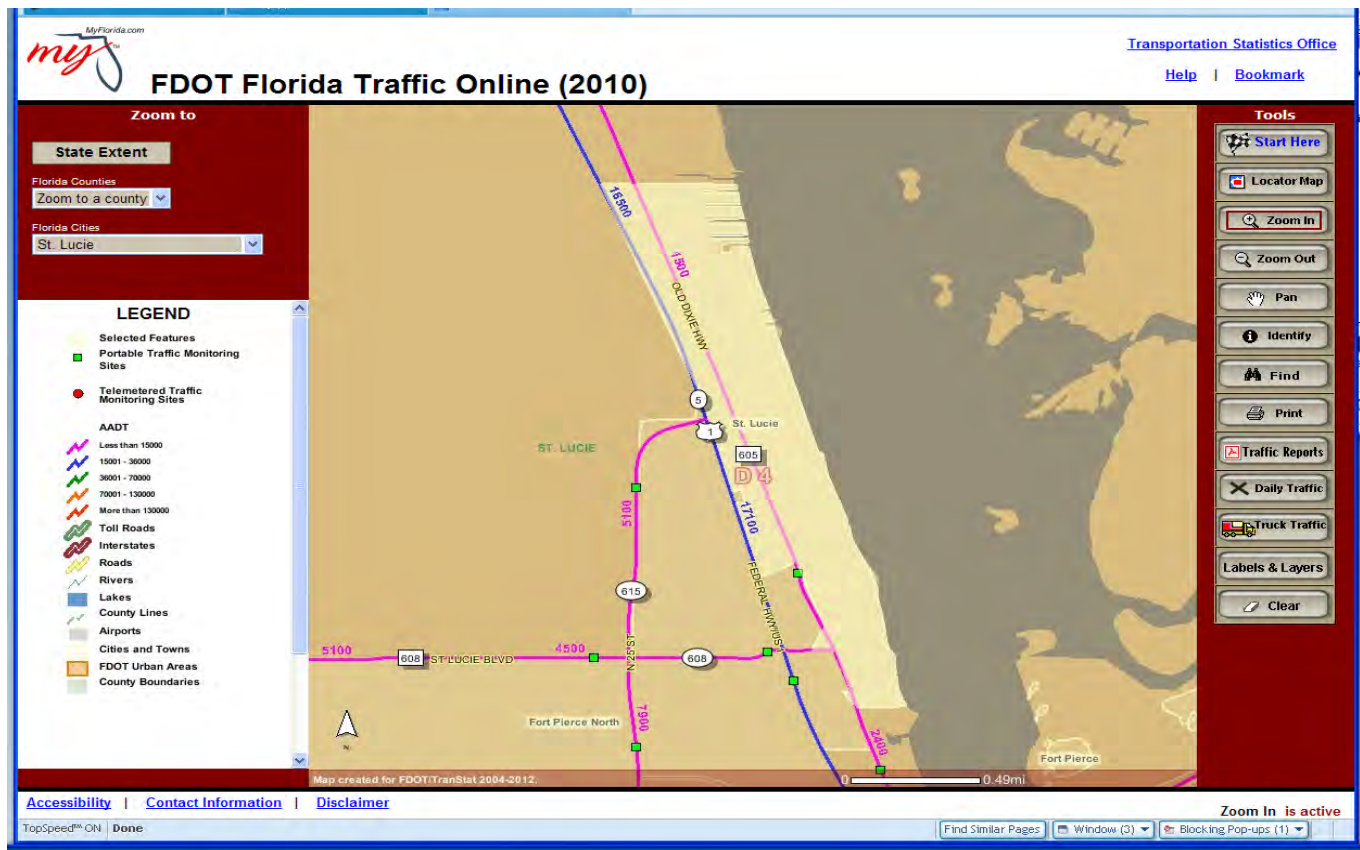 MyFlorida.com
my
FDOT Florida Traffic Online (2010)
Transportation Statistics Office
Help | Bookmark
Zoom to
State Extent
Florida Counties
Zoom to a county
Florida Cities
St. Lucie
LEGEND
Selected Features
Portable Traffic Monitoring
Sites
Telemetered Traffic
Monitoring Sites
AADT
Less than 15000
15001 - 36000
36001 - 70000
70001 - 130000
More than 130000
Toll Roads
Interstates
Roads
Rivers
Lakes
County Lines
Airports
Cities and Towns
FDOT Urban Areas
County Boundaries
16500
1500
OLD DIXIE HWY
5
1
St. Lucie
ST. LUCIE
605
D 4
5100
17100
615
FEDERAL HWY/US
5100
608
ST LUCIE BLVD
4500
N 25 ST
608
7900
Fort Pierce North
2400
Fort Pierce
N
Map created for FDOT/TranStat 2004-2012.
0
0.49mi
Tools
Start Here
Locator Map
Zoom In
Zoom Out
Pan
Identify
Find
Print
Traffic Reports
Daily Traffic
Truck Traffic
Labels & Layers
Clear
Accessibility | Contact Information | Disclaimer
Zoom In is active
TopSpeed℠ ON Done
Find Similar Pages
Window (3)
Blocking Pop-ups (1)